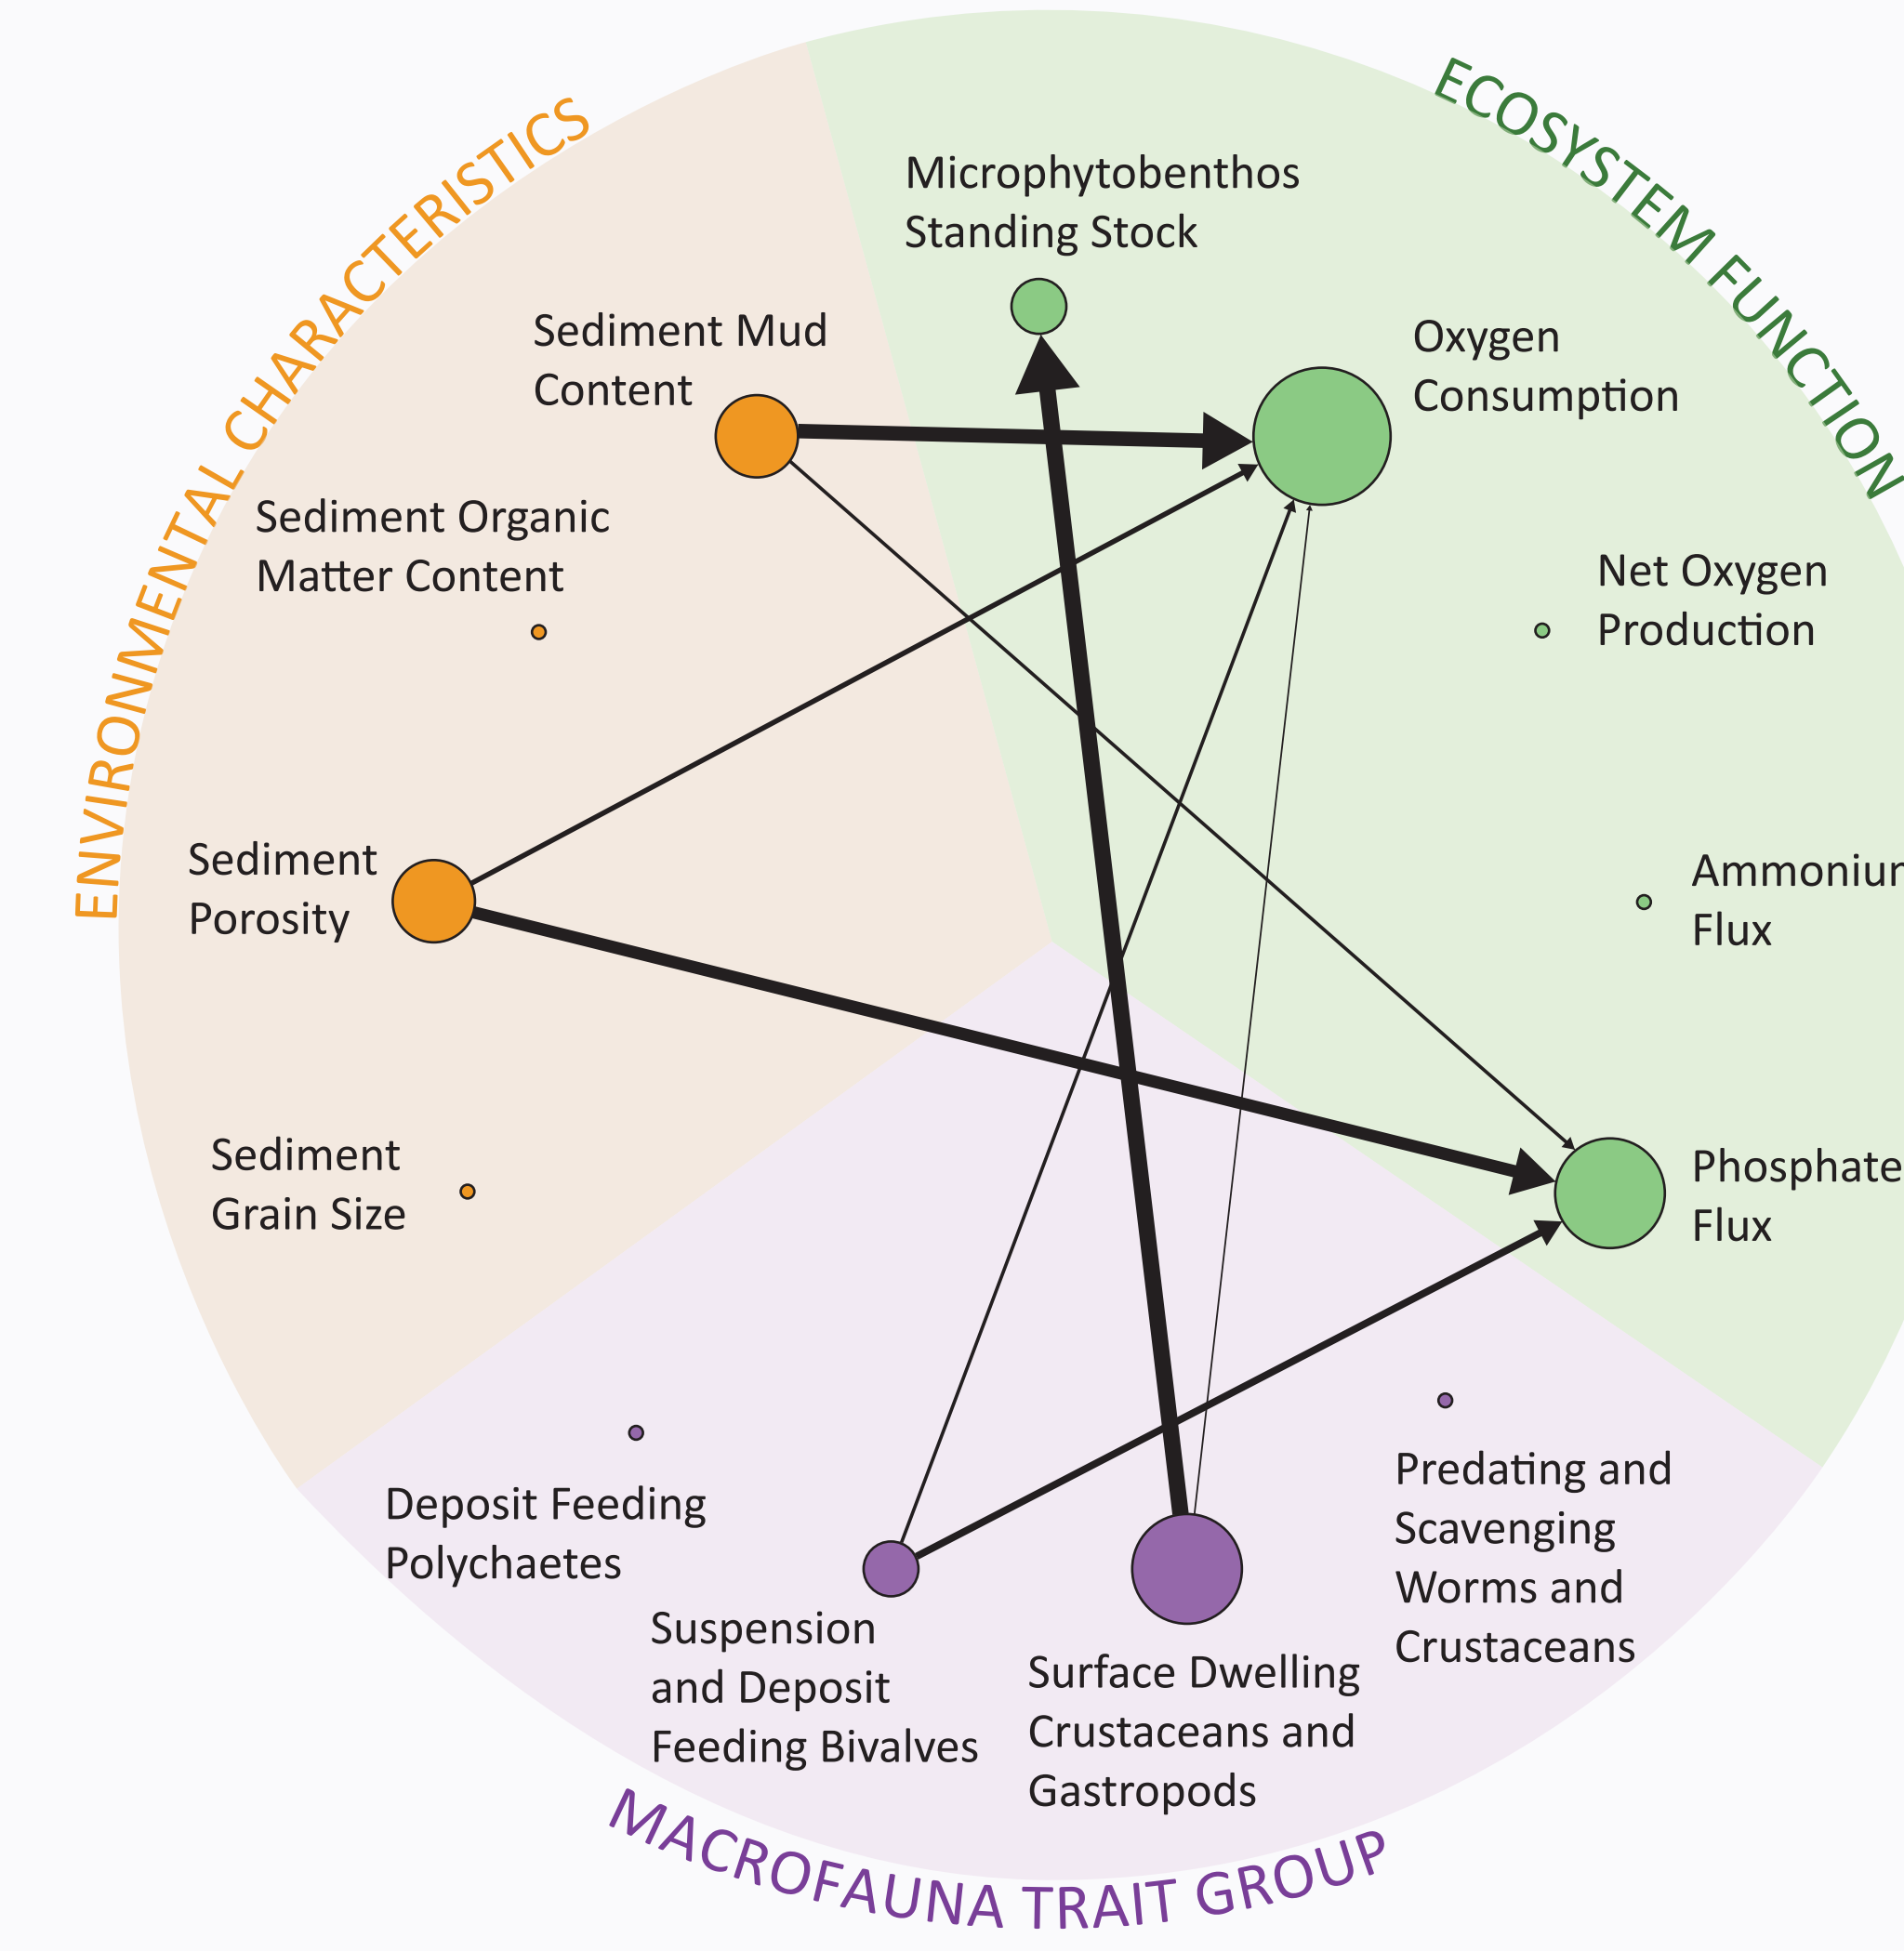 ENVIRONMENTAL CHARACTERISTICS
ECOSYSTEM FUNCTION
Microphytobenthos
Standing Stock
Sediment Mud
Content
Oxygen
Consumption
Sediment Organic
Matter Content
Net Oxygen
Production
Sediment
Porosity
Flux
Sediment
Grain Size
Phosphate
Flux
Deposit Feeding
Polychaetes
Suspension
and Deposit
Feeding Bivalves
Surface Dwelling
Crustaceans and
Gastropods
Predating and
Scavenging
Worms and
Crustaceans
MACROFAUNA TRAIT GROUP